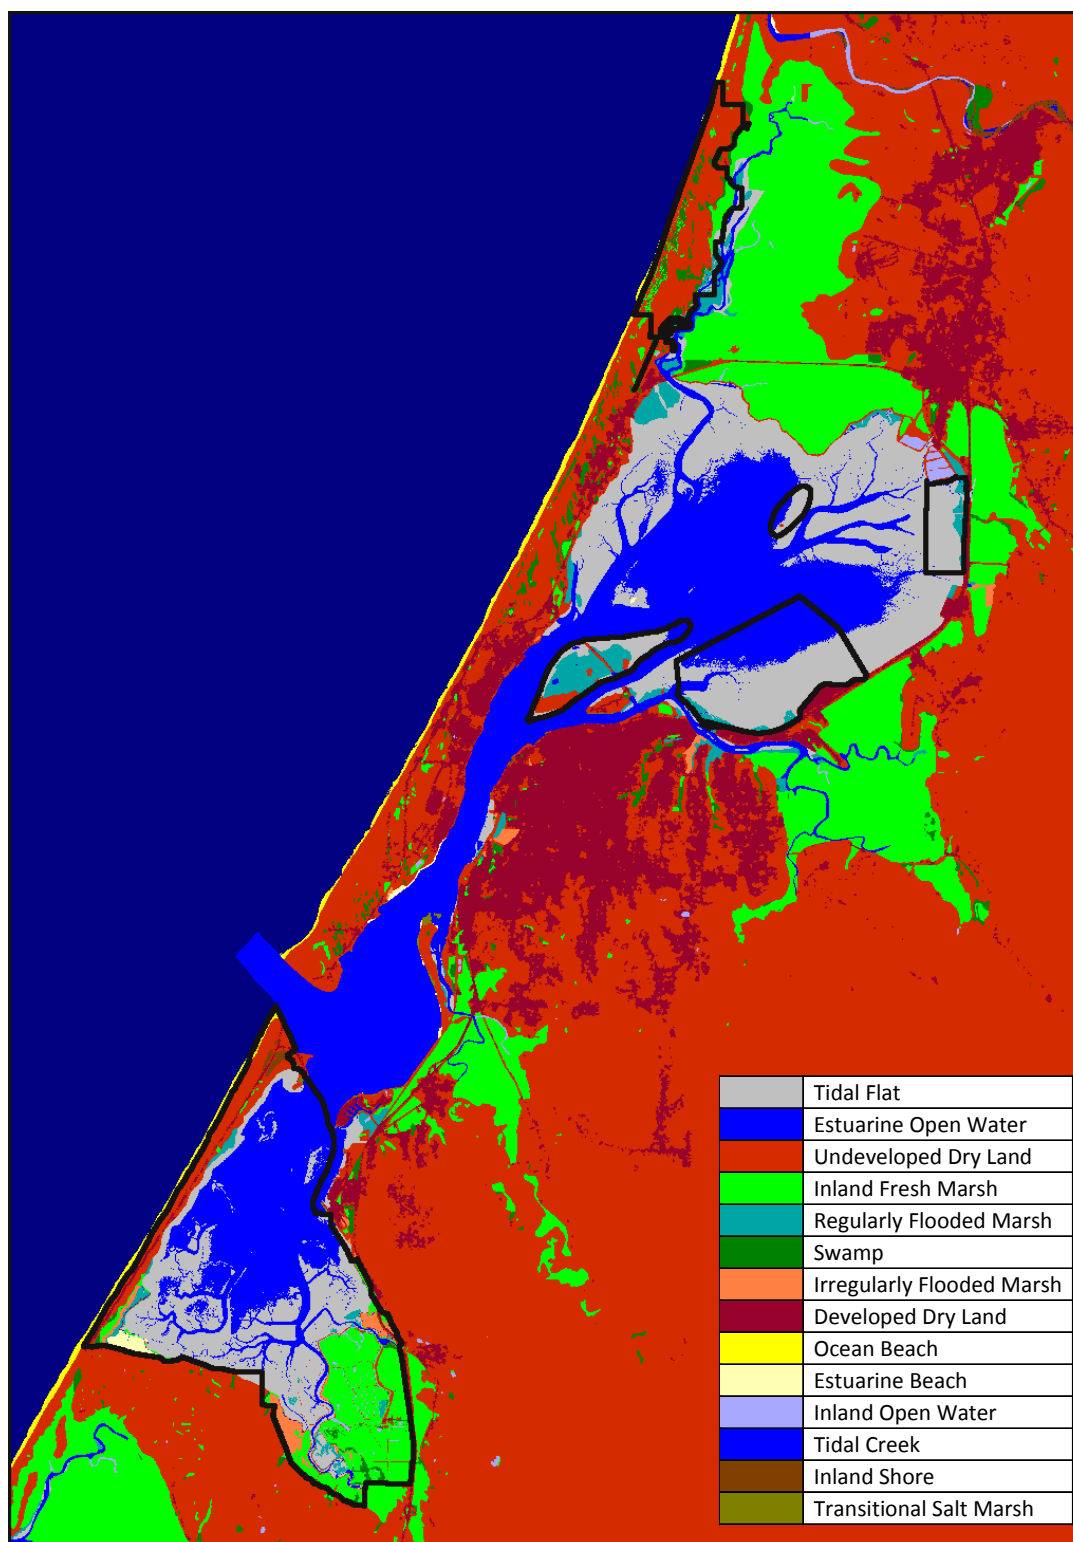 Tidal Flat
Estuarine Open Water
Undeveloped Dry Land
Inland Fresh Marsh
Regularly Flooded Marsh
Swamp
Irregularly Flooded Marsh
Developed Dry Land
Ocean Beach
Estuarine Beach
Inland Open Water
Tidal Creek
Inland Shore
Transitional Salt Marsh